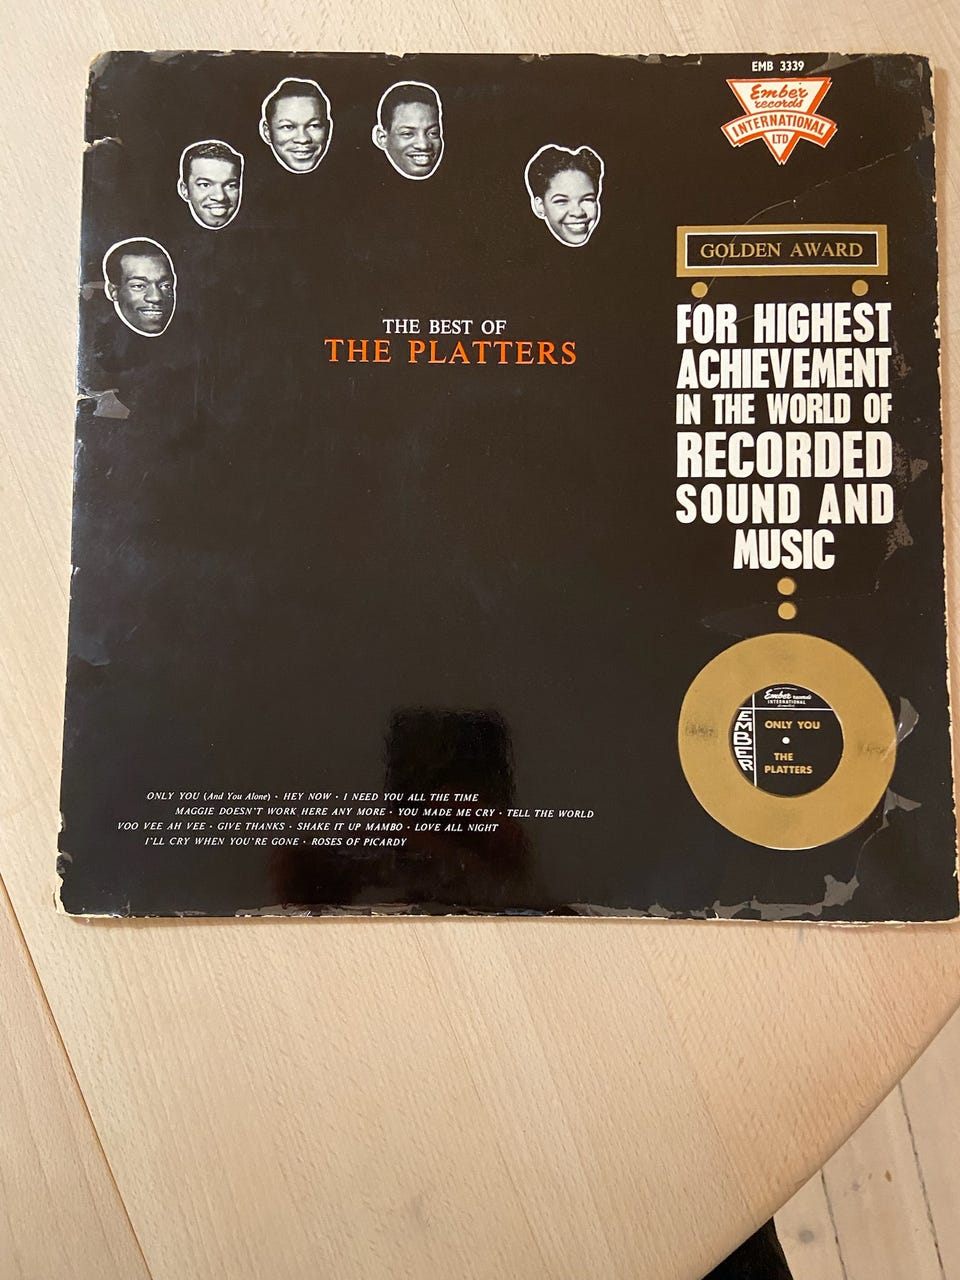 EMB 3339
Ember
records
INTERNATIONAL
LTD
GOLDEN AWARD
THE BEST OF
THE PLATTERS
FOR HIGHEST
ACHIEVEMENT
IN THE WORLD OF
RECORDED
SOUND AND
MUSIC
Ember records
INTERNATIONAL
EMBER
ONLY YOU
THE
PLATTERS
ONLY YOU (And You Alone) · HEY NOW · I NEED YOU ALL THE TIME
MAGGIE DOESN'T WORK HERE ANY MORE · YOU MADE ME CRY · TELL THE WORLD
VOO VEE AH VEE · GIVE THANKS · SHAKE IT UP MAMBO · LOVE ALL NIGHT
I'LL CRY WHEN YOU'RE GONE · ROSES OF PICARDY